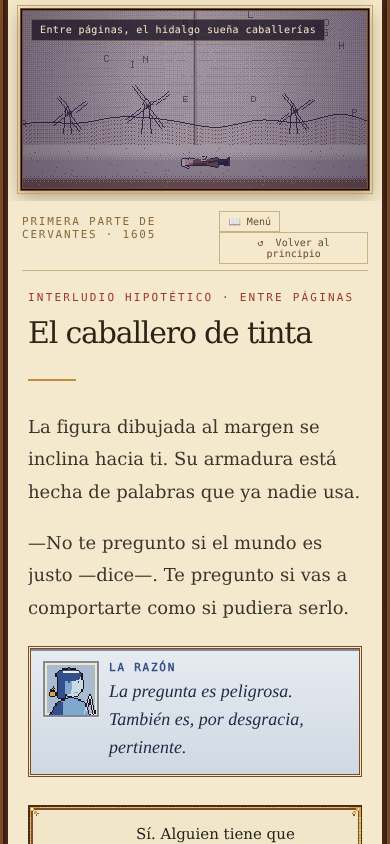 Entre páginas, el hidalgo sueña caballerías
L
H
C
I
N
E
D
P
PRIMERA PARTE DE
CERVANTES · 1605
📖 Menú
↺ Volver al
principio
INTERLUDIO HIPOTÉTICO · ENTRE PÁGINAS
El caballero de tinta
La figura dibujada al margen se
inclina hacia ti. Su armadura está
hecha de palabras que ya nadie usa.
—No te pregunto si el mundo es
justo —dice—. Te pregunto si vas a
comportarte como si pudiera serlo.
LA RAZÓN
La pregunta es peligrosa.
También es, por desgracia,
pertinente.
Sí. Alguien tiene que